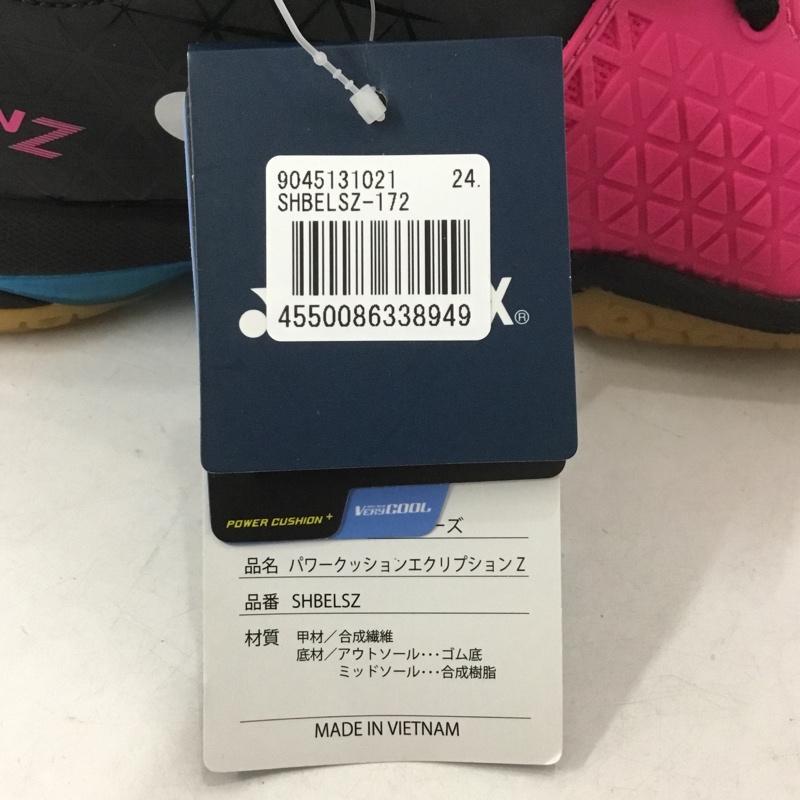 Z
9045131021 24.
SHBELSZ-172
X®
4550086338949
POWER CUSHION +
VERYCOOL
ーズ
品名 パワークッションエクリプションZ
品番 SHBELSZ
材質 甲材／合成繊維
底材／アウトソール･･･ゴム底
ミッドソール･･･合成樹脂
MADE IN VIETNAM